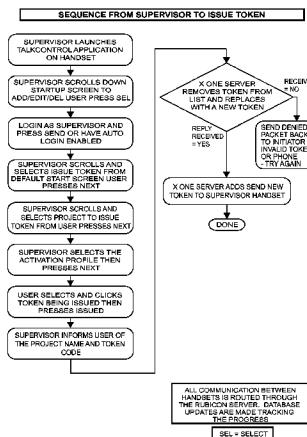 SEQUENCE FROM SUPERVISOR TO ISSUE TOKEN
SUPERVISOR LAUNCHES
TALKCONTROL APPLICATION
ON HANDSET
SUPERVISOR SCROLLS DOWN
STARTUP SCREEN TO
ADD/EDIT/DEL USER PRESS SEL
LOGIN AS SUPERVISOR AND
PRESS SEND OR HAVE AUTO
LOGIN ENABLED
SUPERVISOR SCROLLS AND
SELECTS ISSUE TOKEN FROM
DEFAULT START SCREEN USER
PRESSES NEXT
SUPERVISOR SCROLLS AND
SELECTS PROJECT TO ISSUE
TOKEN FROM USER PRESSES NEXT
SUPERVISOR SELECTS THE
ACTIVATION PROFILE THEN
PRESSES NEXT
USER SELECTS AND CLICKS
TOKEN BEING ISSUED THEN
PRESSES ISSUED
SUPERVISOR INFORMS USER OF
THE PROJECT NAME AND TOKEN
CODE
X ONE SERVER
REMOVES TOKEN FROM
LIST AND REPLACES
WITH A NEW TOKEN
RECEIV
= NO
REPLY
RECEIVED
= YES
SEND DENIED
PACKET BACK
TO INITIATOR
INVALID TOKE
OR PHONE
- TRY AGAIN
X ONE SERVER ADDS SEND NEW
TOKEN TO SUPERVISOR HANDSET
DONE
ALL COMMUNICATION BETWEEN
HANDSETS IS ROUTED THROUGH
THE RUBICON SERVER. DATABASE
UPDATES ARE MADE TRACKING
THE PROGRESS
SEL = SELECT